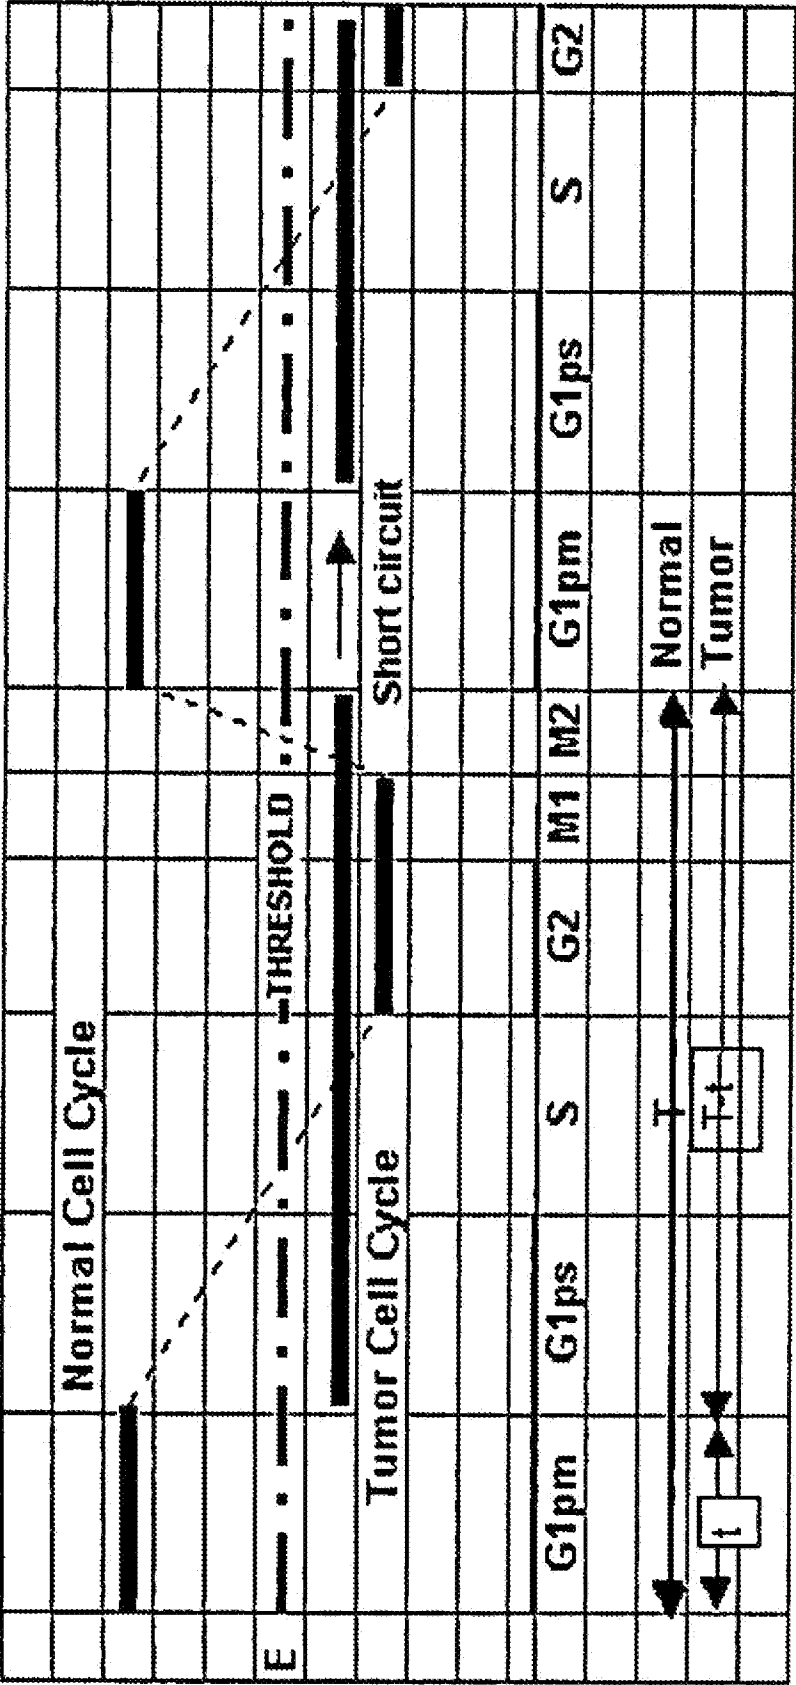 Normal Cell Cycle
E
THRESHOLD
Tumor Cell Cycle
Short circuit
G1pm G1ps S G2 M1 M2 G1pm G1ps S G2
T Normal
t T-t Tumor